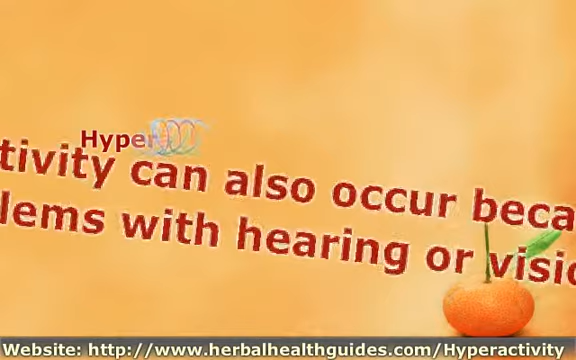 Hyper
tivity can also occur beca
lems with hearing or visio
Website: http://www.herbalhealthguides.com/Hyperactivity